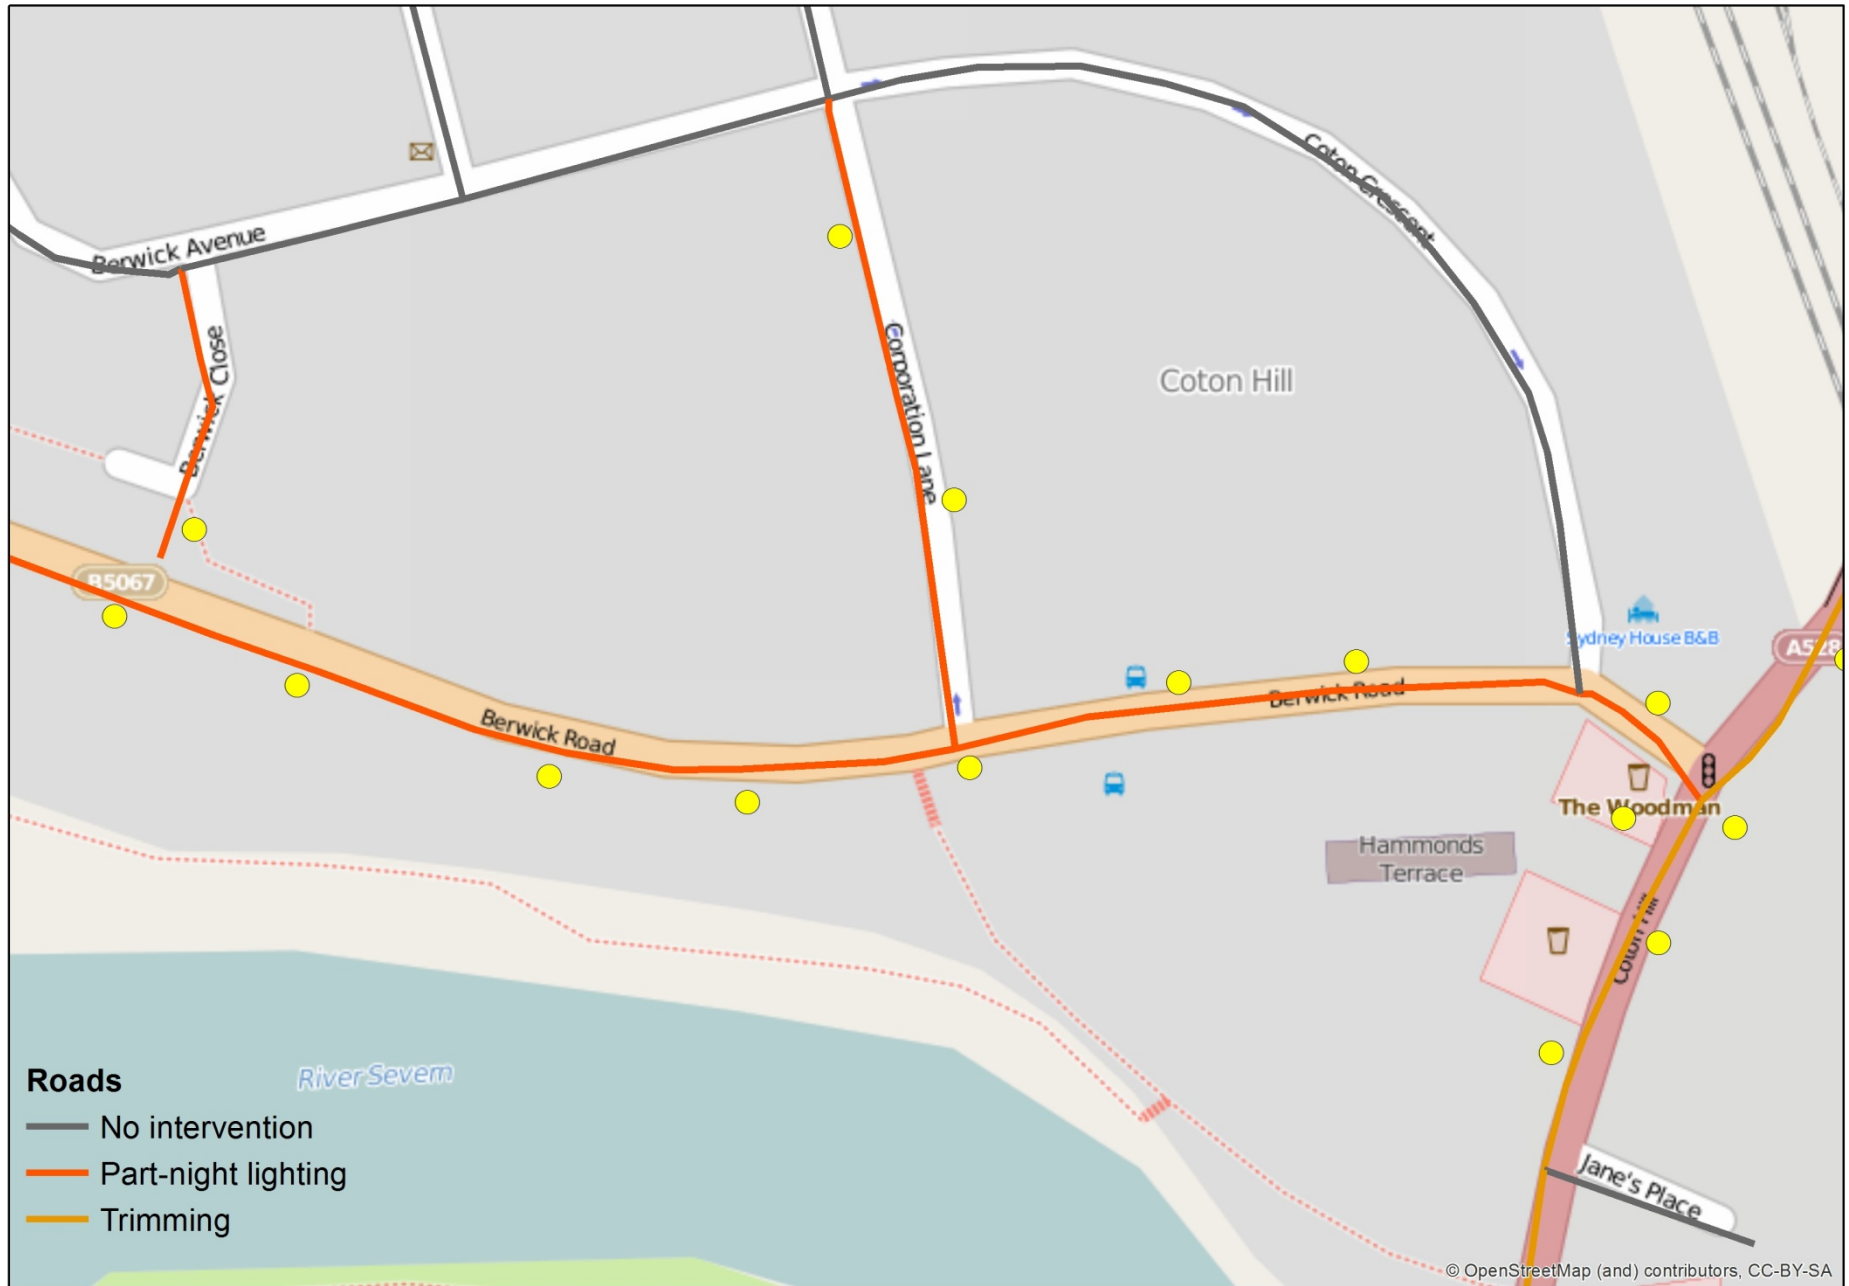 Coton Crescent
Berwick Avenue
Berwick Close
Corporation Lane
Coton Hill
B5067
Sydney House B&B
A528
Berwick Road
Berwick Road
The Woodman
Hammonds
Terrace
Coton Hill
River Severn
Roads
No intervention
Part-night lighting
Trimming
Jane's Place
© OpenStreetMap (and) contributors, CC-BY-SA